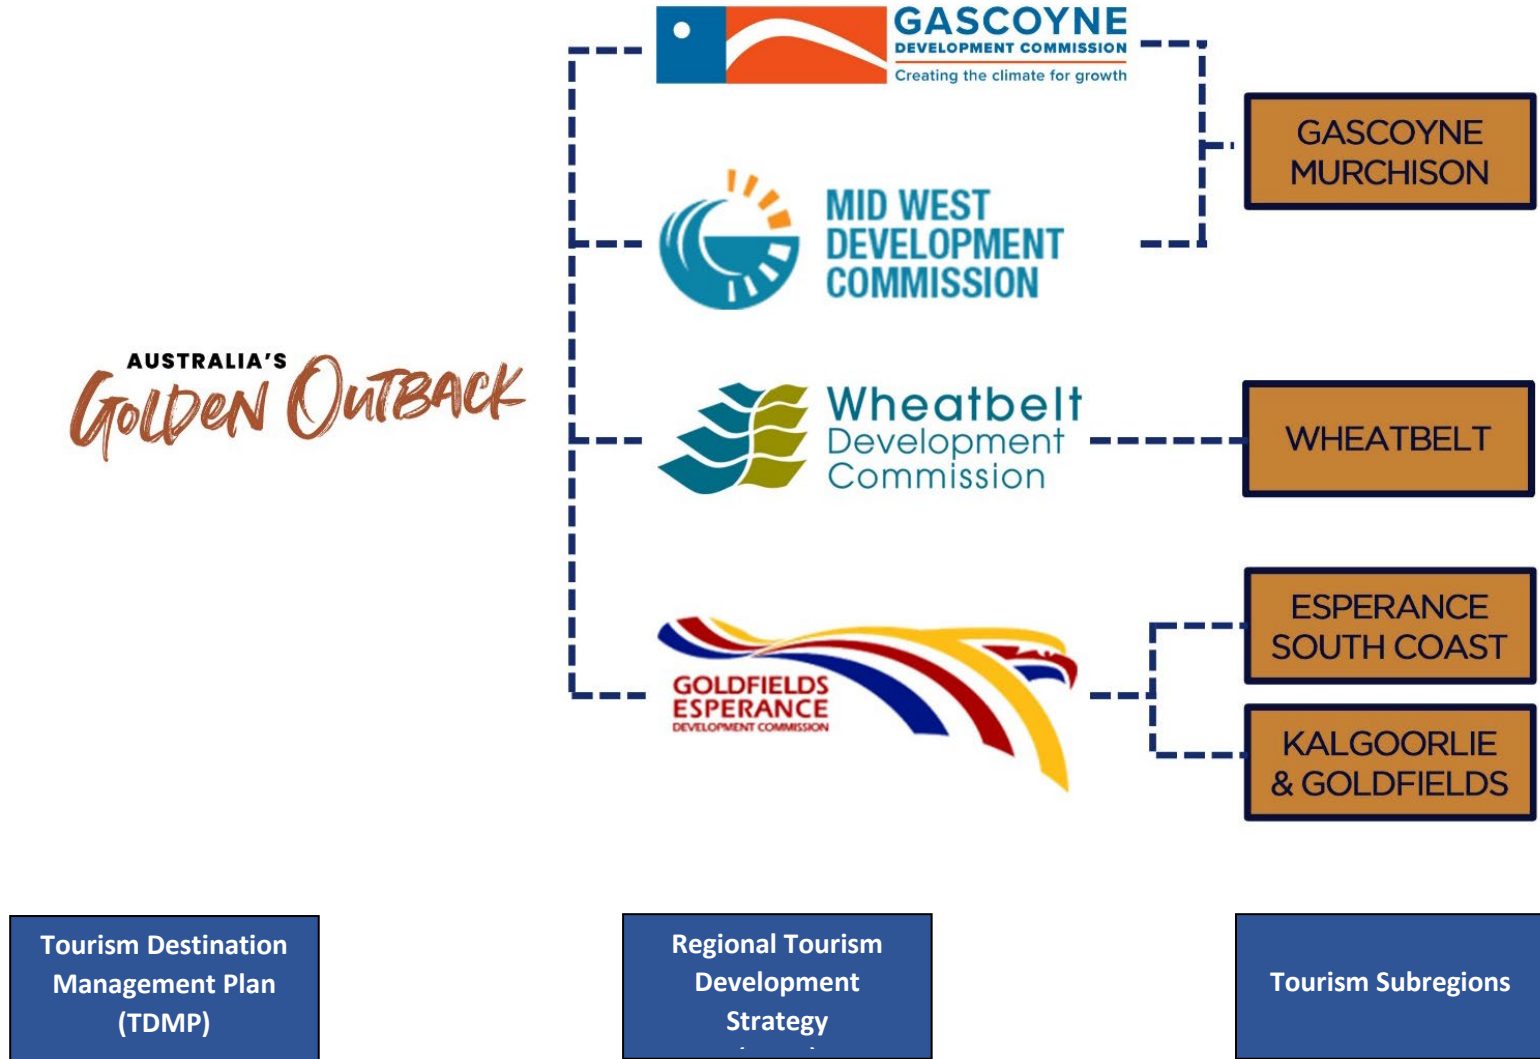 GASCOYNE
DEVELOPMENT COMMISSION
Creating the climate for growth
GASCOYNE
MURCHISON
MID WEST
DEVELOPMENT
COMMISSION
AUSTRALIA'S
GOLDEN OUTBACK
Wheatbelt
Development
Commission
WHEATBELT
ESPERANCE
SOUTH COAST
GOLDFIELDS
ESPERANCE
DEVELOPMENT COMMISSION
KALGOORLIE
& GOLDFIELDS
Tourism Destination
Management Plan
(TDMP)
Regional Tourism
Development
Strategy
Tourism Subregions